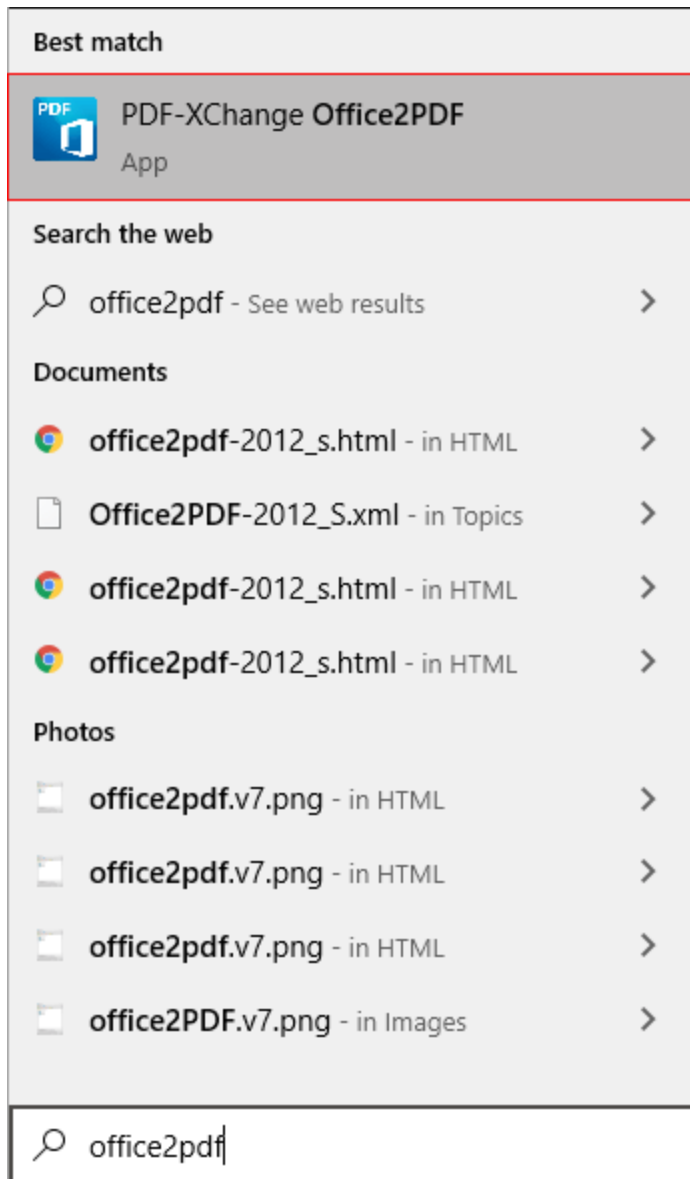 Best match
PDF
PDF-XChange Office2PDF
App
Search the web
office2pdf - See web results
Documents
office2pdf-2012_s.html - in HTML
Office2PDF-2012_S.xml - in Topics
office2pdf-2012_s.html - in HTML
office2pdf-2012_s.html - in HTML
Photos
office2pdf.v7.png - in HTML
office2pdf.v7.png - in HTML
office2pdf.v7.png - in HTML
office2PDF.v7.png - in Images
office2pdf